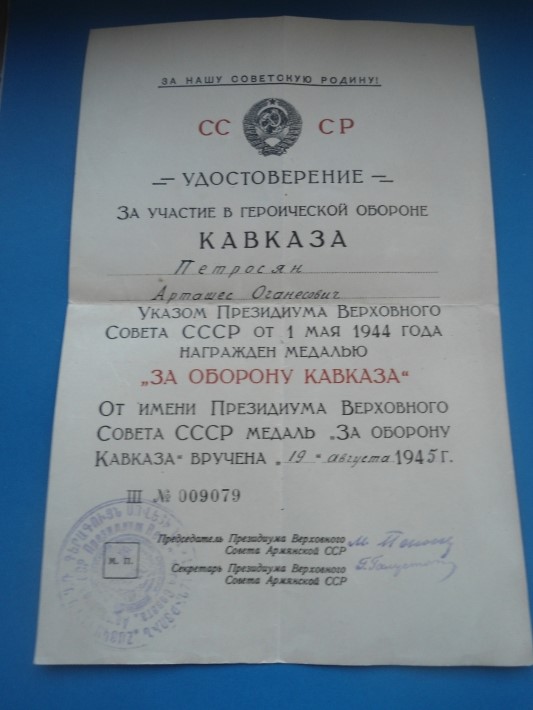 ЗА НАШУ СОВЕТСКУЮ РОДИНУ!
СС СР
УДОСТОВЕРЕНИЕ
ЗА УЧАСТИЕ В ГЕРОИЧЕСКОЙ ОБОРОНЕ
КАВКАЗА
Петросян
Арташес Оганесович
УКАЗОМ ПРЕЗИДИУМА ВЕРХОВНОГО
СОВЕТА СССР ОТ 1 МАЯ 1944 ГОДА
НАГРАЖДЕН МЕДАЛЬЮ
„ЗА ОБОРОНУ КАВКАЗА“
ОТ ИМЕНИ ПРЕЗИДИУМА ВЕРХОВНОГО
СОВЕТА СССР МЕДАЛЬ „ЗА ОБОРОНУ
КАВКАЗА“ ВРУЧЕНА „19“ августа 1945 г.
III № 009079
Председатель Президиума Верховного
Совета Армянской ССР
М. П.
Секретарь Президиума Верховного
Совета Армянской ССР